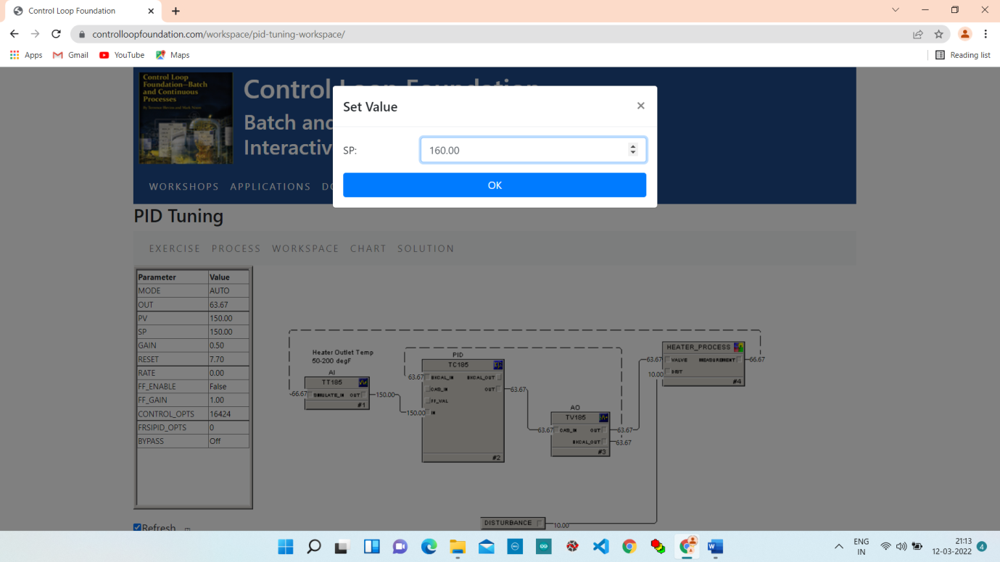 Control Loop Foundation
controlloopfoundation.com/workspace/pid-tuning-workspace/
Apps Gmail YouTube Maps Reading list
Control Loop
Foundation—Batch
and Continuous
Processes
Control Loop Foundation
Batch and
Interactiv
Set Value
SP: 160.00
OK
WORKSHOPS APPLICATIONS DO
PID Tuning
EXERCISE PROCESS WORKSPACE CHART SOLUTION
Parameter Value
MODE AUTO
OUT 63.67
PV 150.00
SP 150.00
GAIN 0.50
RESET 7.70
RATE 0.00
FF_ENABLE False
FF_GAIN 1.00
CONTROL_OPTS 16424
FRSIPID_OPTS 0
BYPASS Off
Refresh
Heater Outlet Temp
50-200 degF
AI
TT185
66.67 SIMULATE_IN OUT 150.00
#1
PID
TC185
63.67 BKCAL_IN BKCAL_OUT
CAS_IN OUT 63.67
FF_VAL
150.00 IN
#2
AO
TV185
63.67 CAS_IN OUT 63.67
BKCAL_OUT 63.67
#3
HEATER_PROCESS
63.67 VALVE MEASUREMENT 66.67
10.00 DIST
#4
DISTURBANCE 10.00
ENG
IN
21:13
12-03-2022
4